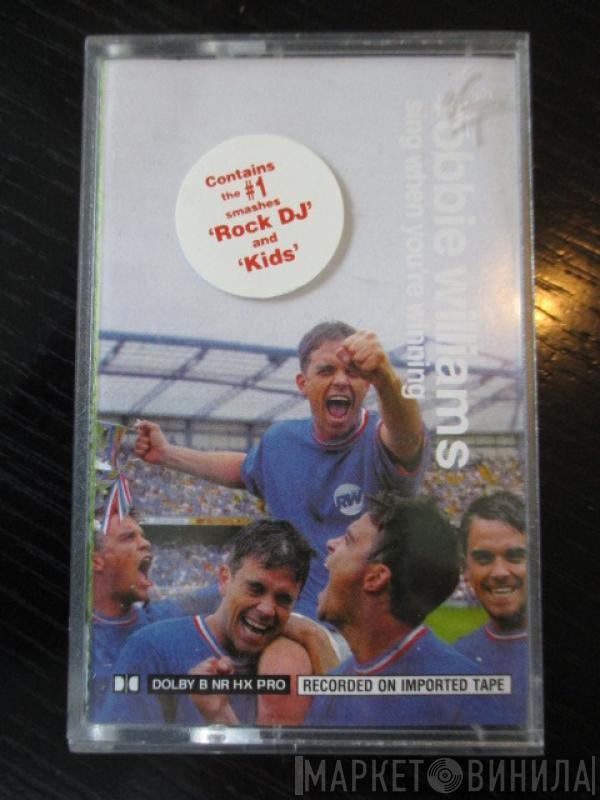 Contains
the #1
smashes
'Rock DJ'
and
'Kids'
robbie williams
sing when you're winning
RW
DOLBY B NR HX PRO
RECORDED ON IMPORTED TAPE
МАРКЕТ ВИНИЛА